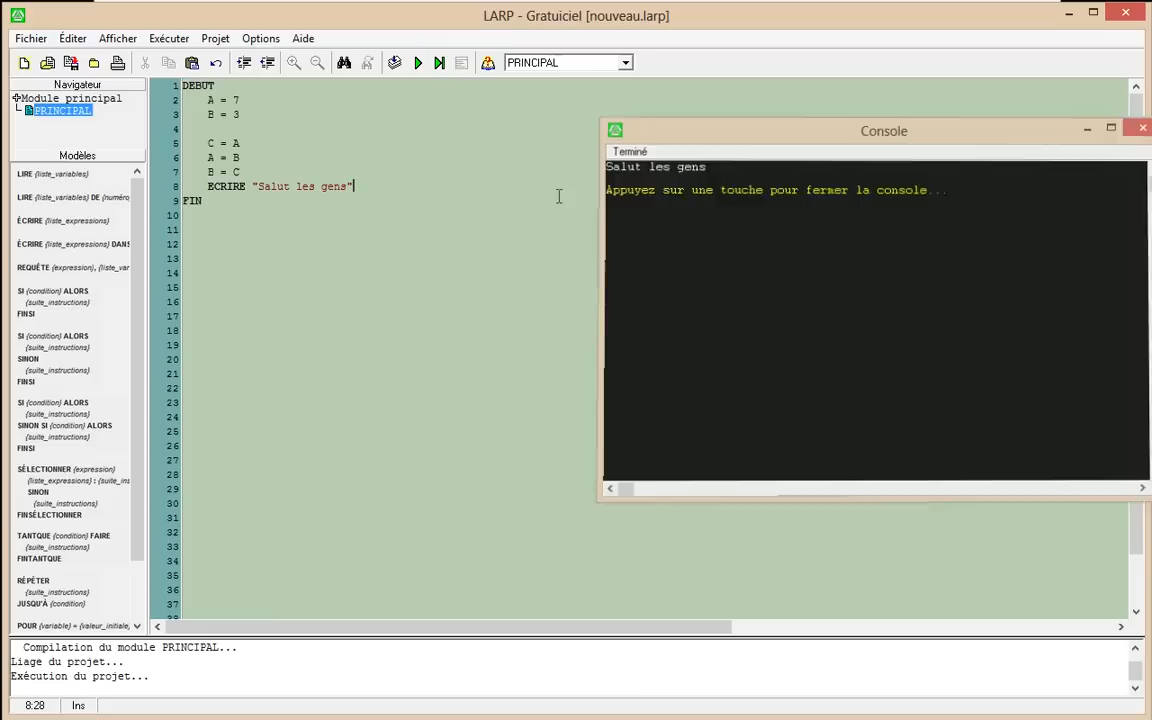 LARP - Gratuiciel [nouveau.larp]
Fichier Éditer Afficher Exécuter Projet Options Aide
PRINCIPAL
Navigateur
Module principal
PRINCIPAL
Modèles
LIRE {liste_variables}
LIRE {liste_variables} DE {numéro
ÉCRIRE {liste_expressions}
ÉCRIRE {liste_expressions} DANS
REQUÊTE {expression}, {liste_var
SI {condition} ALORS
{suite_instructions}
FINSI
SI {condition} ALORS
{suite_instructions}
SINON
{suite_instructions}
FINSI
SI {condition} ALORS
{suite_instructions}
SINON SI {condition} ALORS
{suite_instructions}
FINSI
SÉLECTIONNER {expression}
{liste_expressions} : {suite_ins
SINON
{suite_instructions}
FINSÉLECTIONNER
TANTQUE {condition} FAIRE
{suite_instructions}
FINTANTQUE
RÉPÉTER
{suite_instructions}
JUSQU'À {condition}
POUR {variable} = {valeur_initiale}
1 DEBUT
2 A = 7
3 B = 3
4
5 C = A
6 A = B
7 B = C
8 ECRIRE "Salut les gens"
9 FIN
10
11
12
13
14
15
16
17
18
19
20
21
22
23
24
25
26
27
28
29
30
31
32
33
34
35
36
37
Console
Terminé
Salut les gens
Appuyez sur une touche pour fermer la console...
Compilation du module PRINCIPAL...
Liage du projet...
Exécution du projet...
8:28 Ins